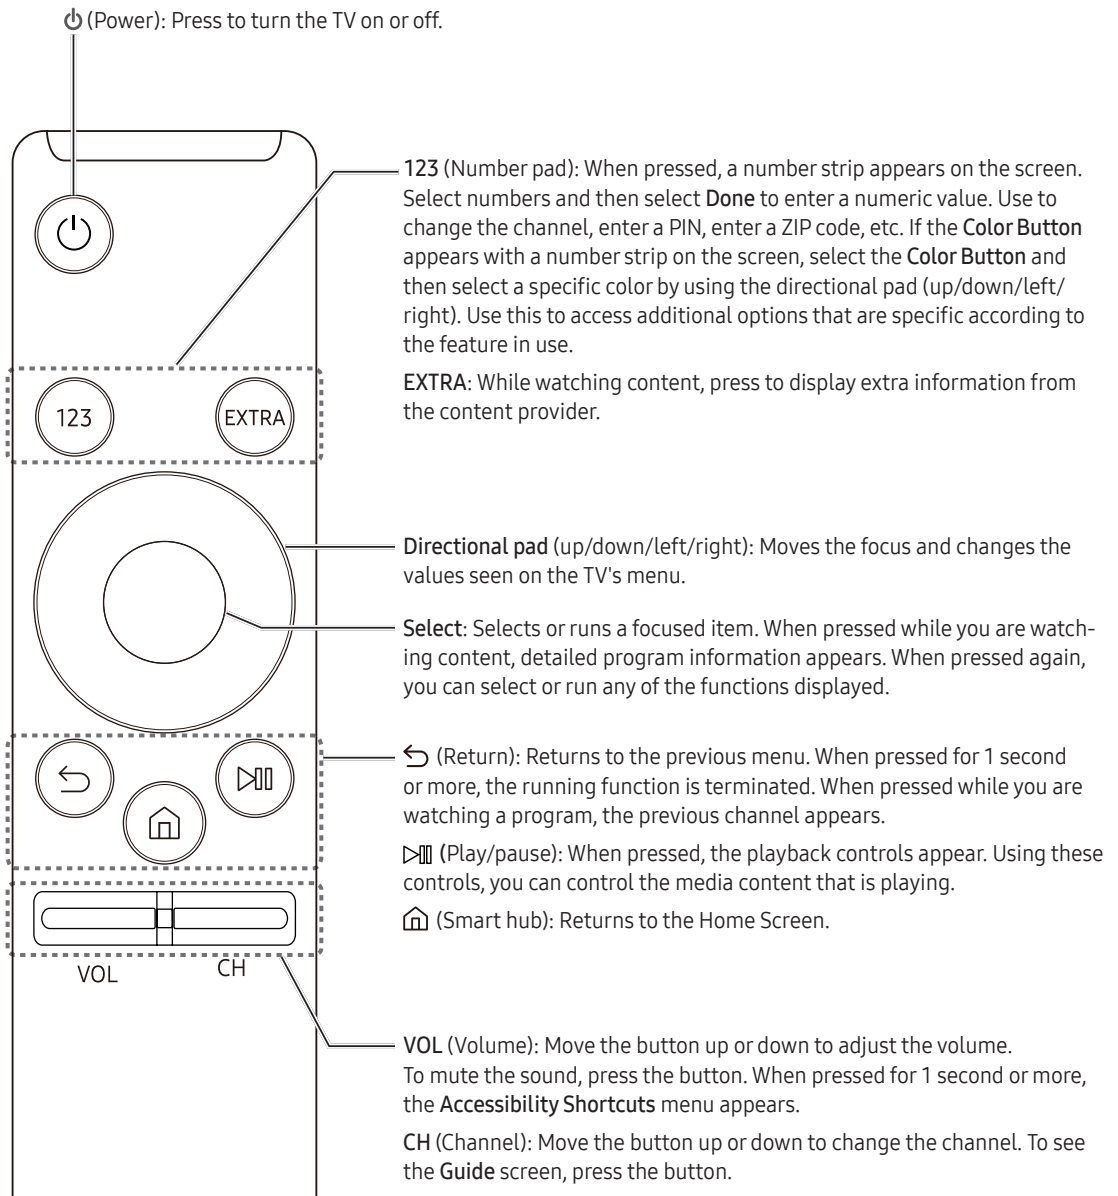 (Power): Press to turn the TV on or off.
123 (Number pad): When pressed, a number strip appears on the screen.
Select numbers and then select Done to enter a numeric value. Use to
change the channel, enter a PIN, enter a ZIP code, etc. If the Color Button
appears with a number strip on the screen, select the Color Button and
then select a specific color by using the directional pad (up/down/left/
right). Use this to access additional options that are specific according to
the feature in use.
EXTRA: While watching content, press to display extra information from
the content provider.
123
EXTRA
Directional pad (up/down/left/right): Moves the focus and changes the
values seen on the TV's menu.
Select: Selects or runs a focused item. When pressed while you are watch-
ing content, detailed program information appears. When pressed again,
you can select or run any of the functions displayed.
(Return): Returns to the previous menu. When pressed for 1 second
or more, the running function is terminated. When pressed while you are
watching a program, the previous channel appears.
(Play/pause): When pressed, the playback controls appear. Using these
controls, you can control the media content that is playing.
(Smart hub): Returns to the Home Screen.
VOL
CH
VOL (Volume): Move the button up or down to adjust the volume.
To mute the sound, press the button. When pressed for 1 second or more,
the Accessibility Shortcuts menu appears.
CH (Channel): Move the button up or down to change the channel. To see
the Guide screen, press the button.